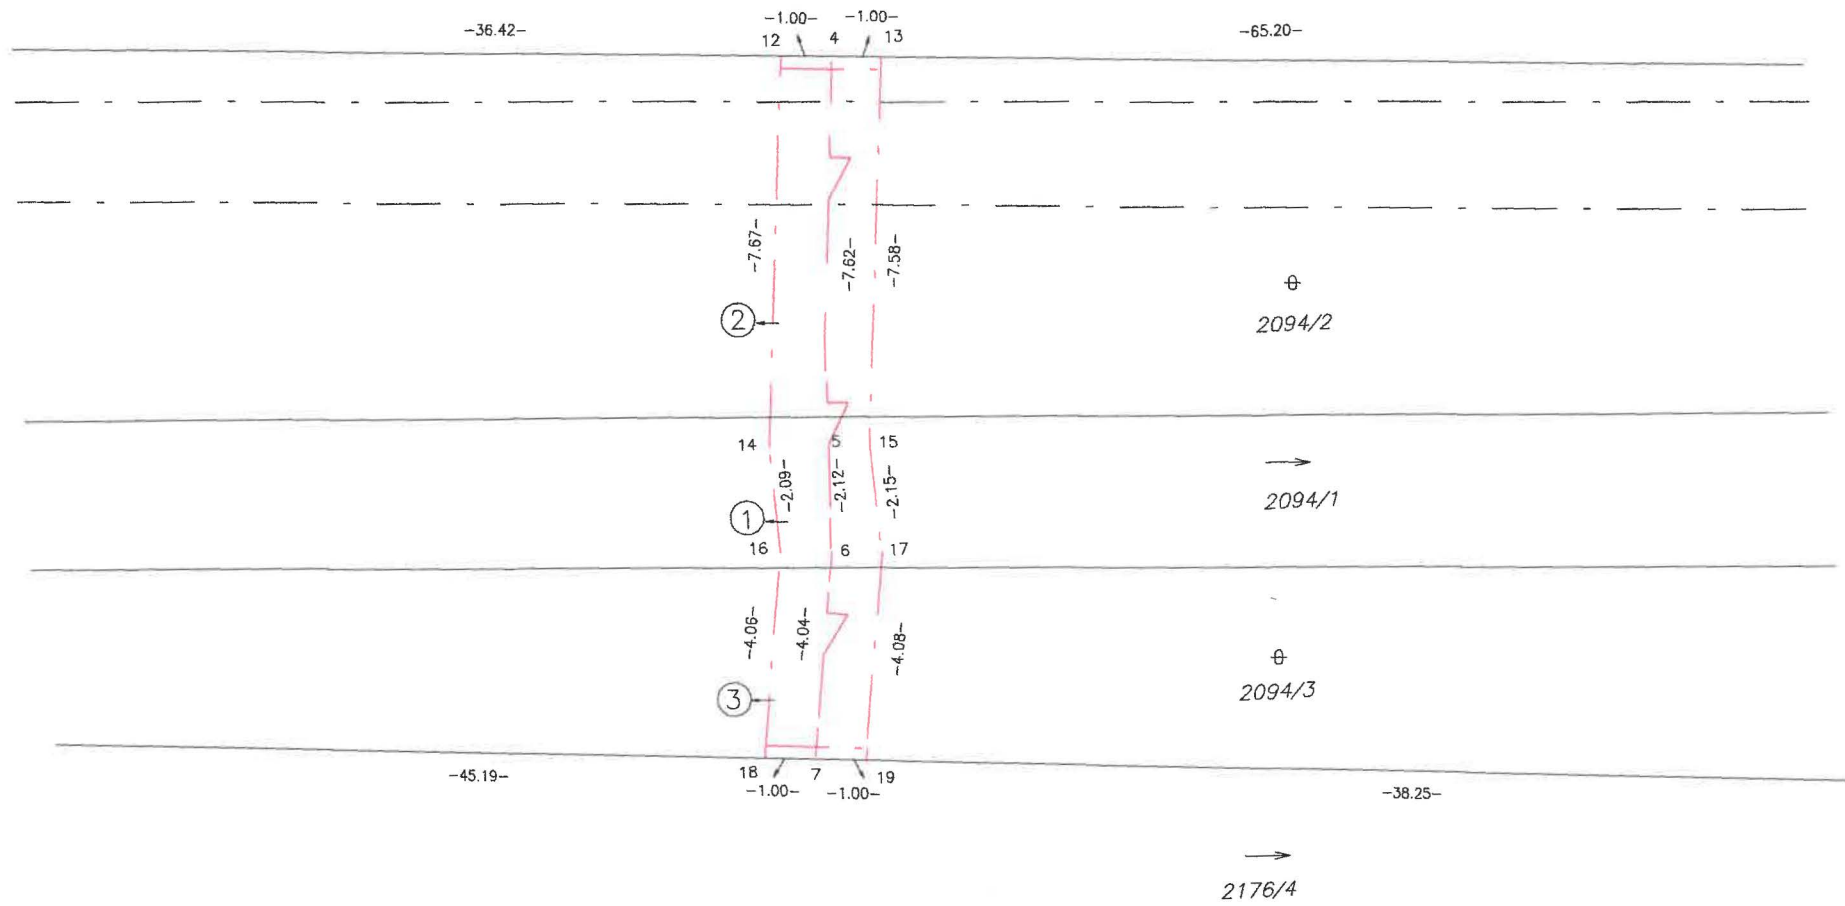 -1.00- -1.00-
-36.42- -65.20-
12 4 13
-7.67- -7.62- -7.58-
2
2094/2
14 5 15
-2.09- -2.12- -2.15-
2094/1
1
16 6 17
-4.06- -4.04- -4.08-
2094/3
3
-45.19- 18 7 19
-1.00- -1.00- -38.25-
2176/4